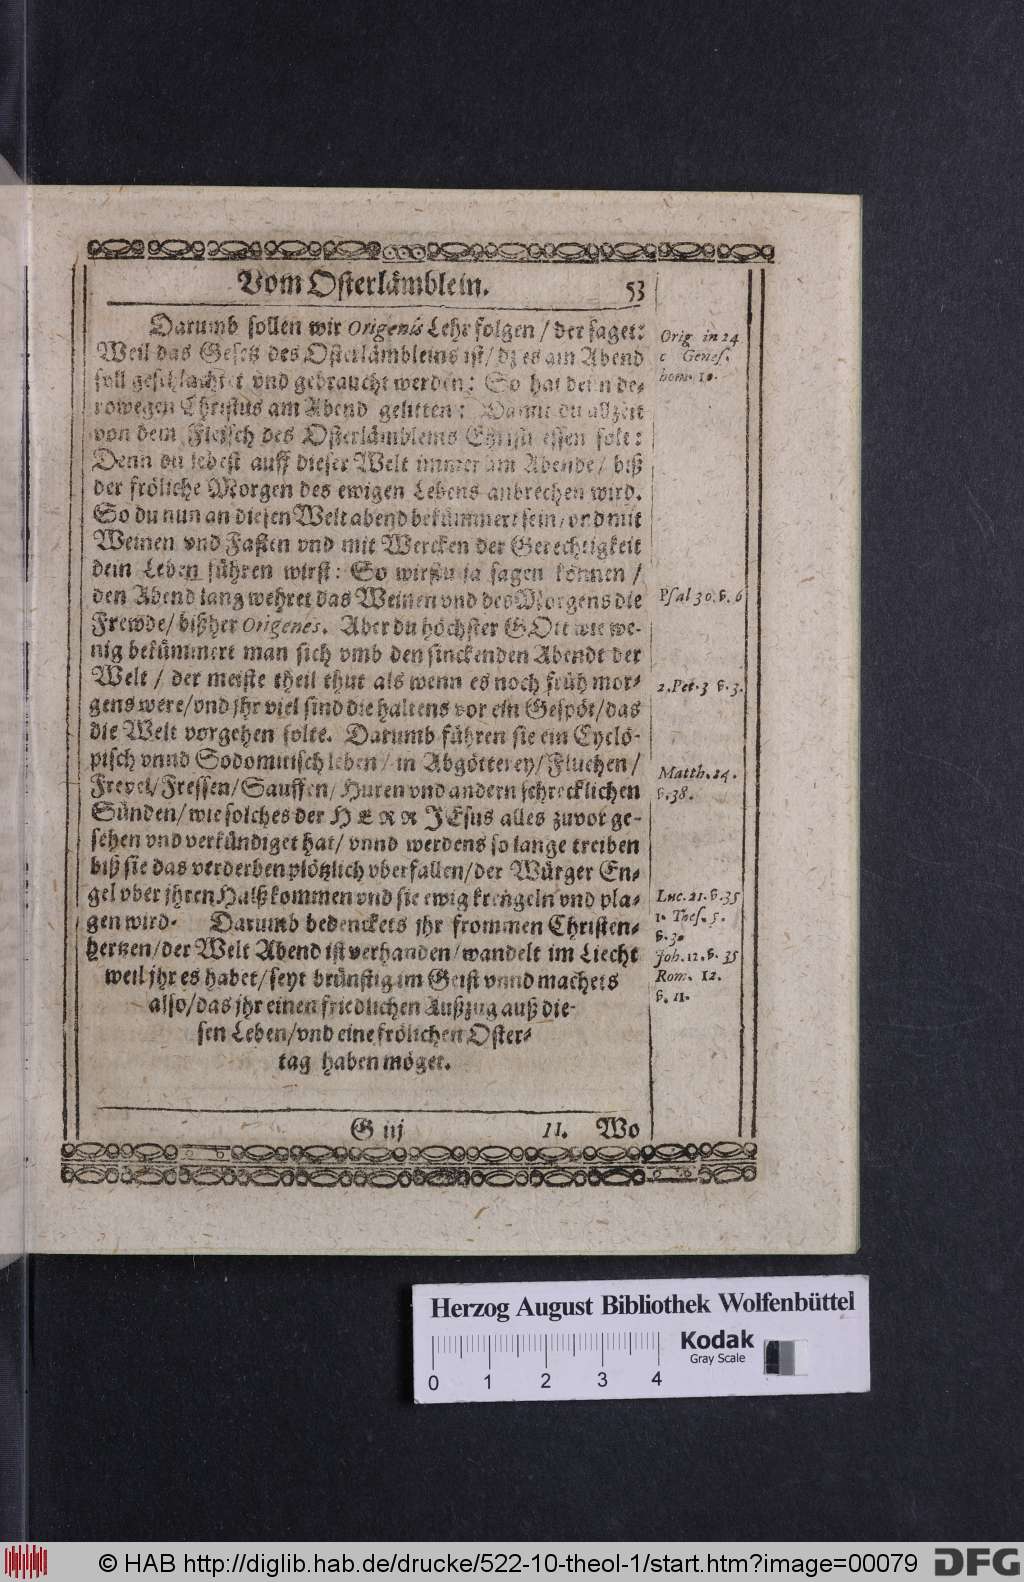 Vom Osterlämblein. 53
Darumb sollen wir Origenis Lehr folgen / der saget:
Weil das Gesetz des Osterlämbleins ist / dz es am Abend
soll geschlachtet vnd gebraucht werden: So hat denn de-
rowegen Christus am Abend gelitten: Damit du allzeit
von dem Fleisch des Osterlämbleins Christi essen solt:
Denn du lebest auff dieser Welt immer am Abende / biß
der fröliche Morgen des ewigen Lebens anbrechen wird.
So du nun an diesen Welt abend bekümmert sein / vnd mit
Weinen vnd Fasten vnd mit Wercken der Gerechtigkeit
dein Leben führen wirst: So wirstu ja sagen können /
den Abend lang wehret das Weinen vnd des Morgens die
Frewde / bißher Origenes. Aber du höchster GOtt wie we-
nig bekümmert man sich vmb den sinckenden Abendt der
Welt / der meiste theil thut als wenn es noch früh mor-
gens were / vnd jhr viel sind die haltens vor ein Gespöt / das
die Welt vorgehen solte. Darumb führen sie ein Cyclo-
pisch vnnd Sodomitisch leben / in Abgötterey / Fluchen /
Frevel / Fressen / Sauffen / Huren vnd andern schrecklichen
Sünden / wie solches der HERR JEsus alles zuvor ge-
sehen vnd verkündiget hat / vnnd werdens so lange treiben
biß sie das verderben plötzlich vberfallen / der Würger En-
gel vber jhren Halß kommen vnd sie ewig krengeln vnd pla-
gen wird. Darumb bedenckets jhr frommen Christen-
hertzen / der Welt Abend ist verhanden / wandelt im Liecht
weil jhr es habet / seyt brünstig im Geist vnnd machets
also / das jhr einen friedlichen Außzug auß die-
sen Leben / vnd eine frölichen Oster-
tag haben möget.
G iij 11. Wo
Orig. in 24
c Genes.
hom. 10.
Psal 30. v. 6
2. Pet. 3 v. 3.
Matth. 24.
v. 38.
Luc. 21. v. 35
1. Thes. 5.
v. 3.
Joh. 12. v. 35
Rom. 12.
v. 11.
Herzog August Bibliothek Wolfenbüttel
Kodak
Gray Scale
0 1 2 3 4
© HAB http://diglib.hab.de/drucke/522-10-theol-1/start.htm?image=00079
DFG